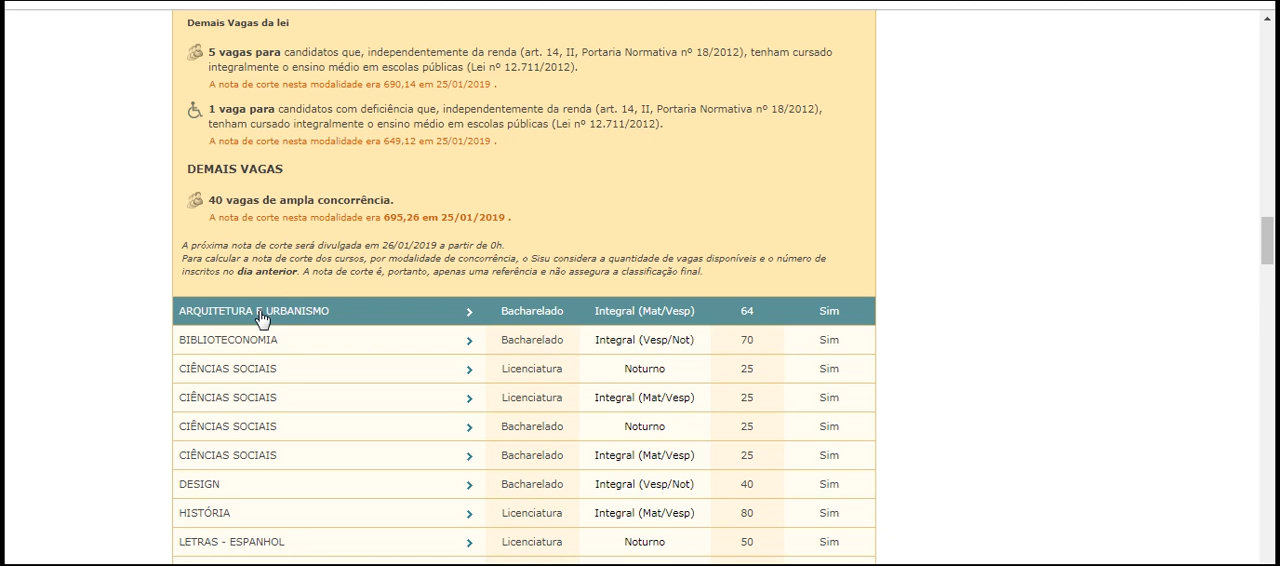 Demais Vagas da lei
5 vagas para candidatos que, independentemente da renda (art. 14, II, Portaria Normativa nº 18/2012), tenham cursado
integralmente o ensino médio em escolas públicas (Lei nº 12.711/2012).
A nota de corte nesta modalidade era 690,14 em 25/01/2019 .
1 vaga para candidatos com deficiência que, independentemente da renda (art. 14, II, Portaria Normativa nº 18/2012),
tenham cursado integralmente o ensino médio em escolas públicas (Lei nº 12.711/2012).
A nota de corte nesta modalidade era 649,12 em 25/01/2019 .
DEMAIS VAGAS
40 vagas de ampla concorrência.
A nota de corte nesta modalidade era 695,26 em 25/01/2019 .
A próxima nota de corte será divulgada em 26/01/2019 a partir de 0h.
Para calcular a nota de corte dos cursos, por modalidade de concorrência, o Sisu considera a quantidade de vagas disponíveis e o número de
inscritos no dia anterior. A nota de corte é, portanto, apenas uma referência e não assegura a classificação final.
ARQUITETURA E URBANISMO Bacharelado Integral (Mat/Vesp) 64 Sim
BIBLIOTECONOMIA Bacharelado Integral (Vesp/Not) 70 Sim
CIÊNCIAS SOCIAIS Licenciatura Noturno 25 Sim
CIÊNCIAS SOCIAIS Licenciatura Integral (Mat/Vesp) 25 Sim
CIÊNCIAS SOCIAIS Bacharelado Noturno 25 Sim
CIÊNCIAS SOCIAIS Bacharelado Integral (Mat/Vesp) 25 Sim
DESIGN Bacharelado Integral (Vesp/Not) 40 Sim
HISTÓRIA Licenciatura Integral (Mat/Vesp) 80 Sim
LETRAS - ESPANHOL Licenciatura Noturno 50 Sim